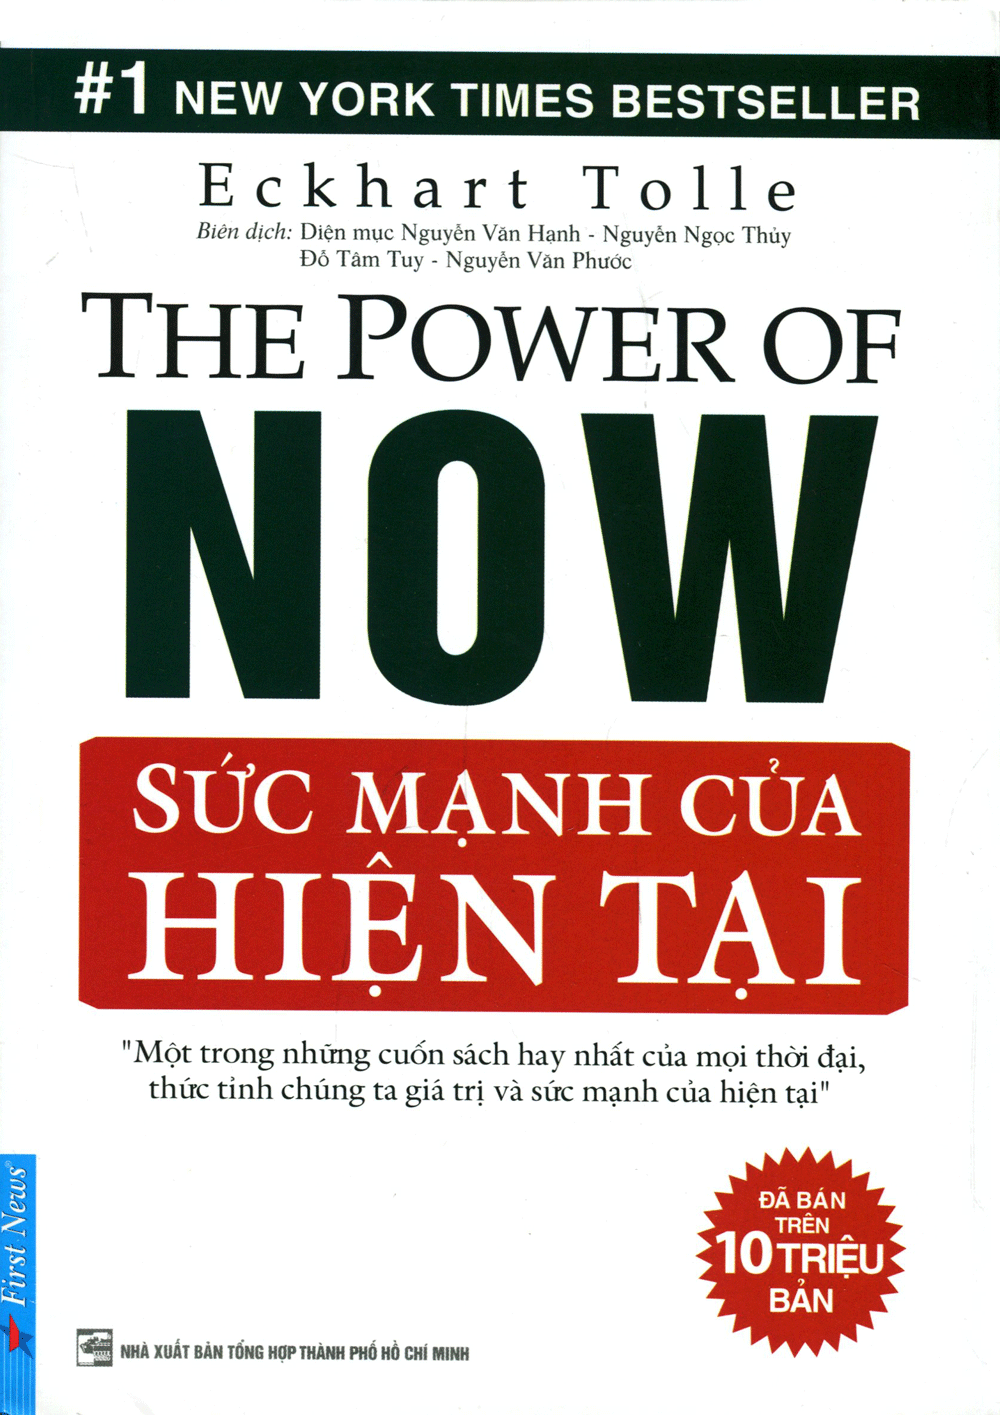 #1 NEW YORK TIMES BESTSELLER
Eckhart Tolle
Biên dịch: Diện mục Nguyễn Văn Hạnh - Nguyễn Ngọc Thủy
Đỗ Tâm Tuy - Nguyễn Văn Phước
THE POWER OF
NOW
SỨC MẠNH CỦA
HIỆN TẠI
"Một trong những cuốn sách hay nhất của mọi thời đại,
thức tỉnh chúng ta giá trị và sức mạnh của hiện tại"
ĐÃ BÁN
TRÊN
10 TRIỆU
BẢN
First News®
NHÀ XUẤT BẢN TỔNG HỢP THÀNH PHỐ HỒ CHÍ MINH